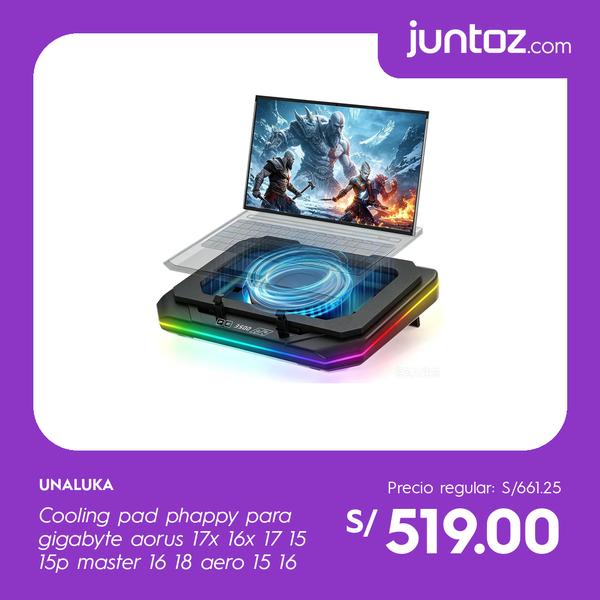 juntoz.com
3500
UNALUKA
Cooling pad phappy para
gigabyte aorus 17x 16x 17 15
15p master 16 18 aero 15 16
Precio regular: S/661.25
S/ 519.00